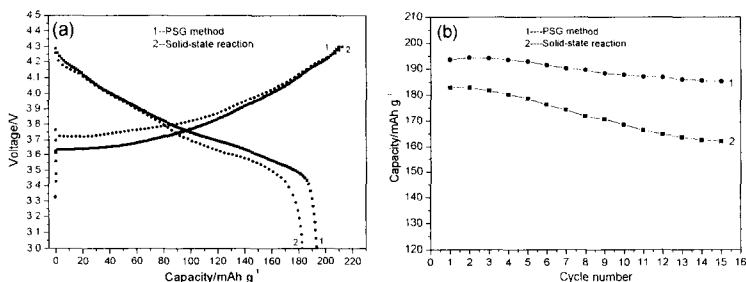 (a)
1--PSG method
2--Solid-state reaction
1 2
4.5
4.4
4.3
4.2
4.1
4.0
3.9
3.8
3.7
3.6
3.5
3.4
3.3
3.2
3.1
3.0
Voltage/V
2 1
0 20 40 60 80 100 120 140 160 180 200 220
Capacity/mAh g⁻¹
(b)
1----PSG method
2----Solid-state reaction
210
200
190
180
170
160
150
140
130
120
Capacity/mAh g⁻¹
1
2
0 1 2 3 4 5 6 7 8 9 10 11 12 13 14 15 16
Cycle number